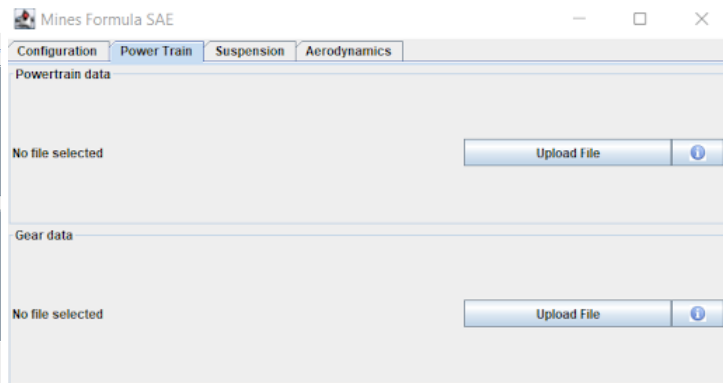 Mines Formula SAE
Configuration Power Train Suspension Aerodynamics
Powertrain data
No file selected Upload File
Gear data
No file selected Upload File